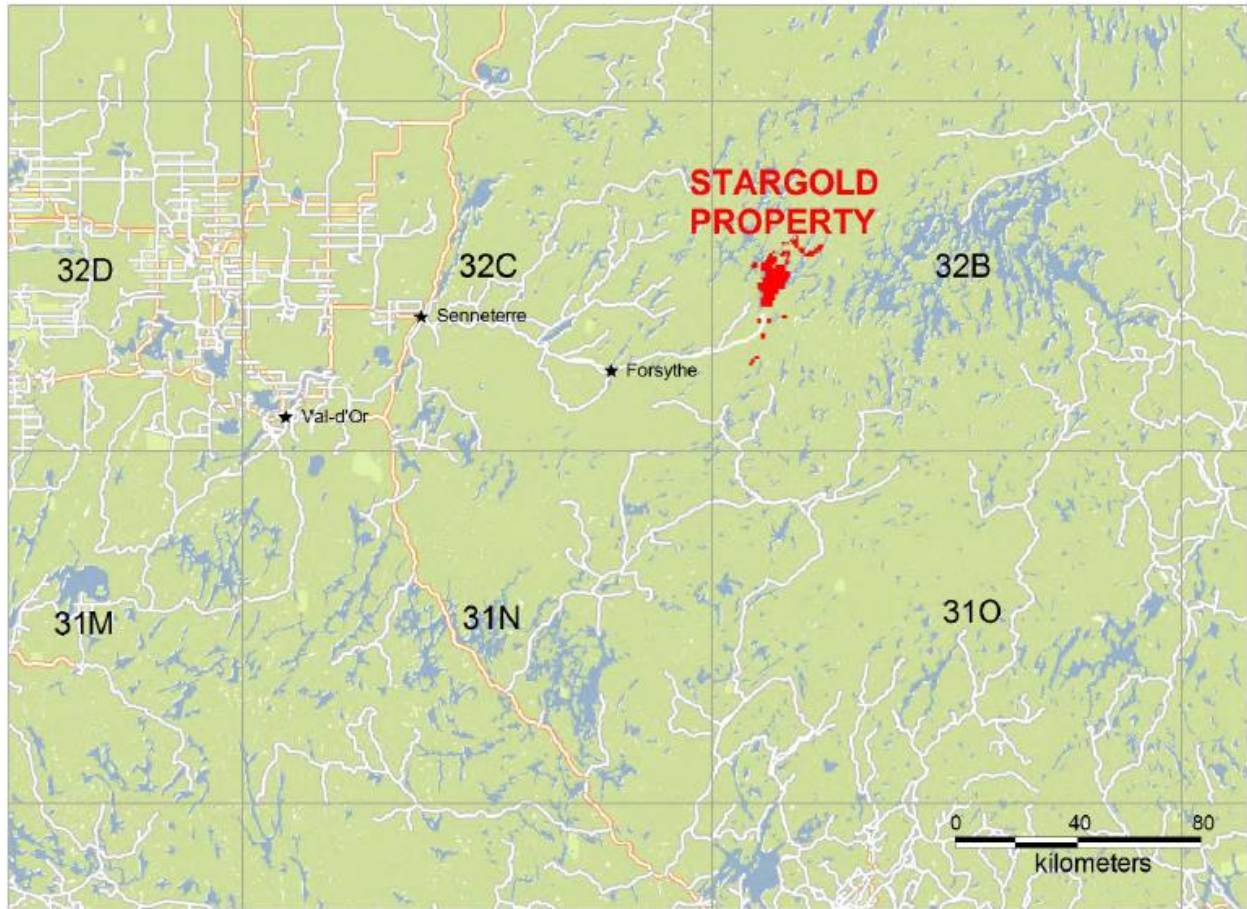 STARGOLD
PROPERTY
32D
32C
32B
Senneterre
Forsythe
Val-d'Or
31M
31N
31O
0 40 80
kilometers